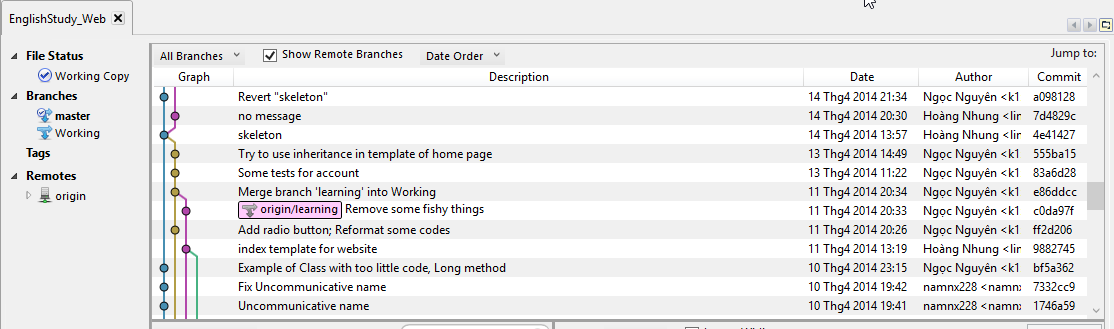 EnglishStudy_Web
File Status
Working Copy
Branches
master
Working
Tags
Remotes
origin
All Branches Show Remote Branches Date Order Jump to:
Graph Description Date Author Commit
Revert "skeleton" 14 Thg4 2014 21:34 Ngọc Nguyên <k1 a098128
no message 14 Thg4 2014 20:30 Hoàng Nhung <lin 7d4829c
skeleton 14 Thg4 2014 13:57 Ngọc Nguyên <k1 4e41427
Try to use inheritance in template of home page 13 Thg4 2014 14:49 Ngọc Nguyên <k1 555ba15
Some tests for account 13 Thg4 2014 11:22 Ngọc Nguyên <k1 83a6d28
Merge branch 'learning' into Working 11 Thg4 2014 20:34 Ngọc Nguyên <k1 e86ddcc
origin/learning Remove some fishy things 11 Thg4 2014 20:33 Ngọc Nguyên <k1 c0da97f
Add radio button; Reformat some codes 11 Thg4 2014 20:26 Ngọc Nguyên <k1 ff2d206
index template for website 11 Thg4 2014 13:19 Hoàng Nhung <lin 9882745
Example of Class with too little code, Long method 10 Thg4 2014 23:15 Ngọc Nguyên <k1 bf5a362
Fix Uncommunicative name 10 Thg4 2014 19:42 namnx228 <namnx 7332cc9
Uncommunicative name 10 Thg4 2014 19:41 namnx228 <namnx 1746a59